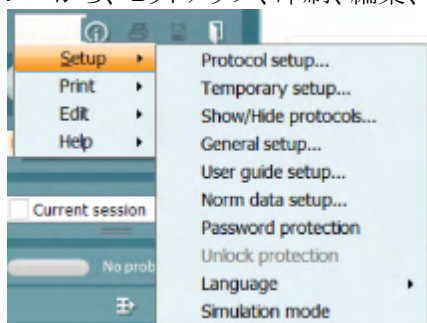 Setup
Print
Edit
Help
Protocol setup...
Temporary setup...
Show/Hide protocols...
General setup...
User guide setup...
Norm data setup...
Password protection
Unlock protection
Language
Simulation mode
Current session
No prob